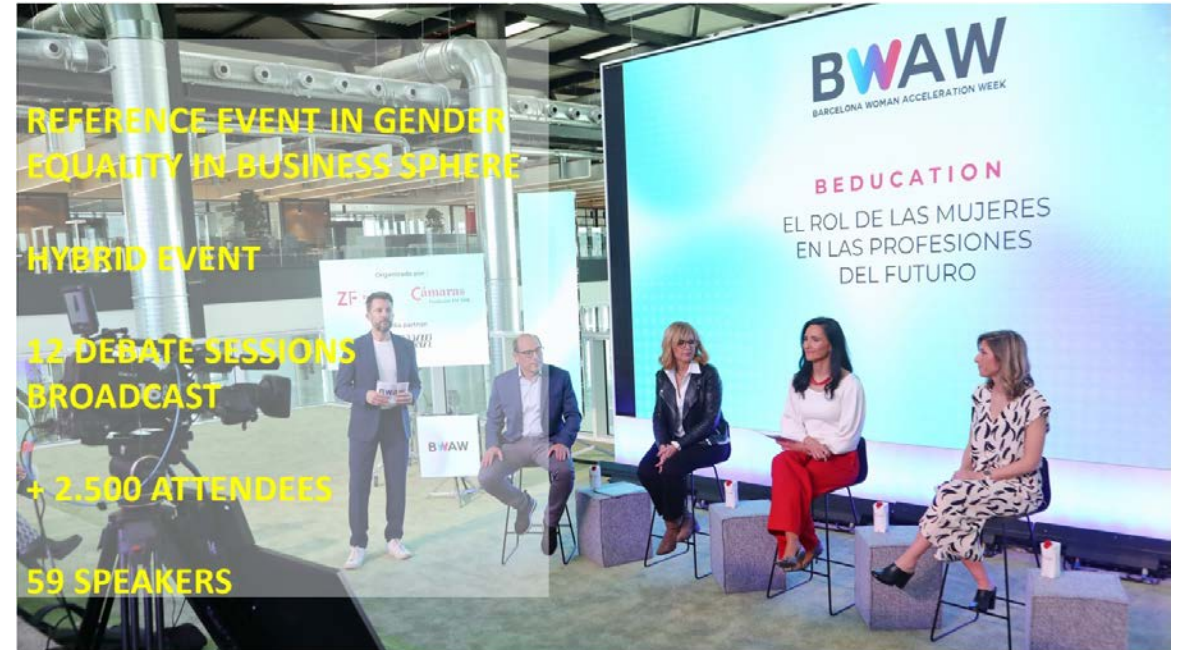 REFERENCE EVENT IN GENDER
EQUALITY IN BUSINESS SPHERE
HYBRID EVENT
12 DEBATE SESSIONS
BROADCAST
+ 2.500 ATTENDEES
59 SPEAKERS
Organizado por:
ZF
Cámaras
partner
BWAW
BWAW
BARCELONA WOMAN ACCELERATION WEEK
BEDUCATION
EL ROL DE LAS MUJERES
EN LAS PROFESIONES
DEL FUTURO